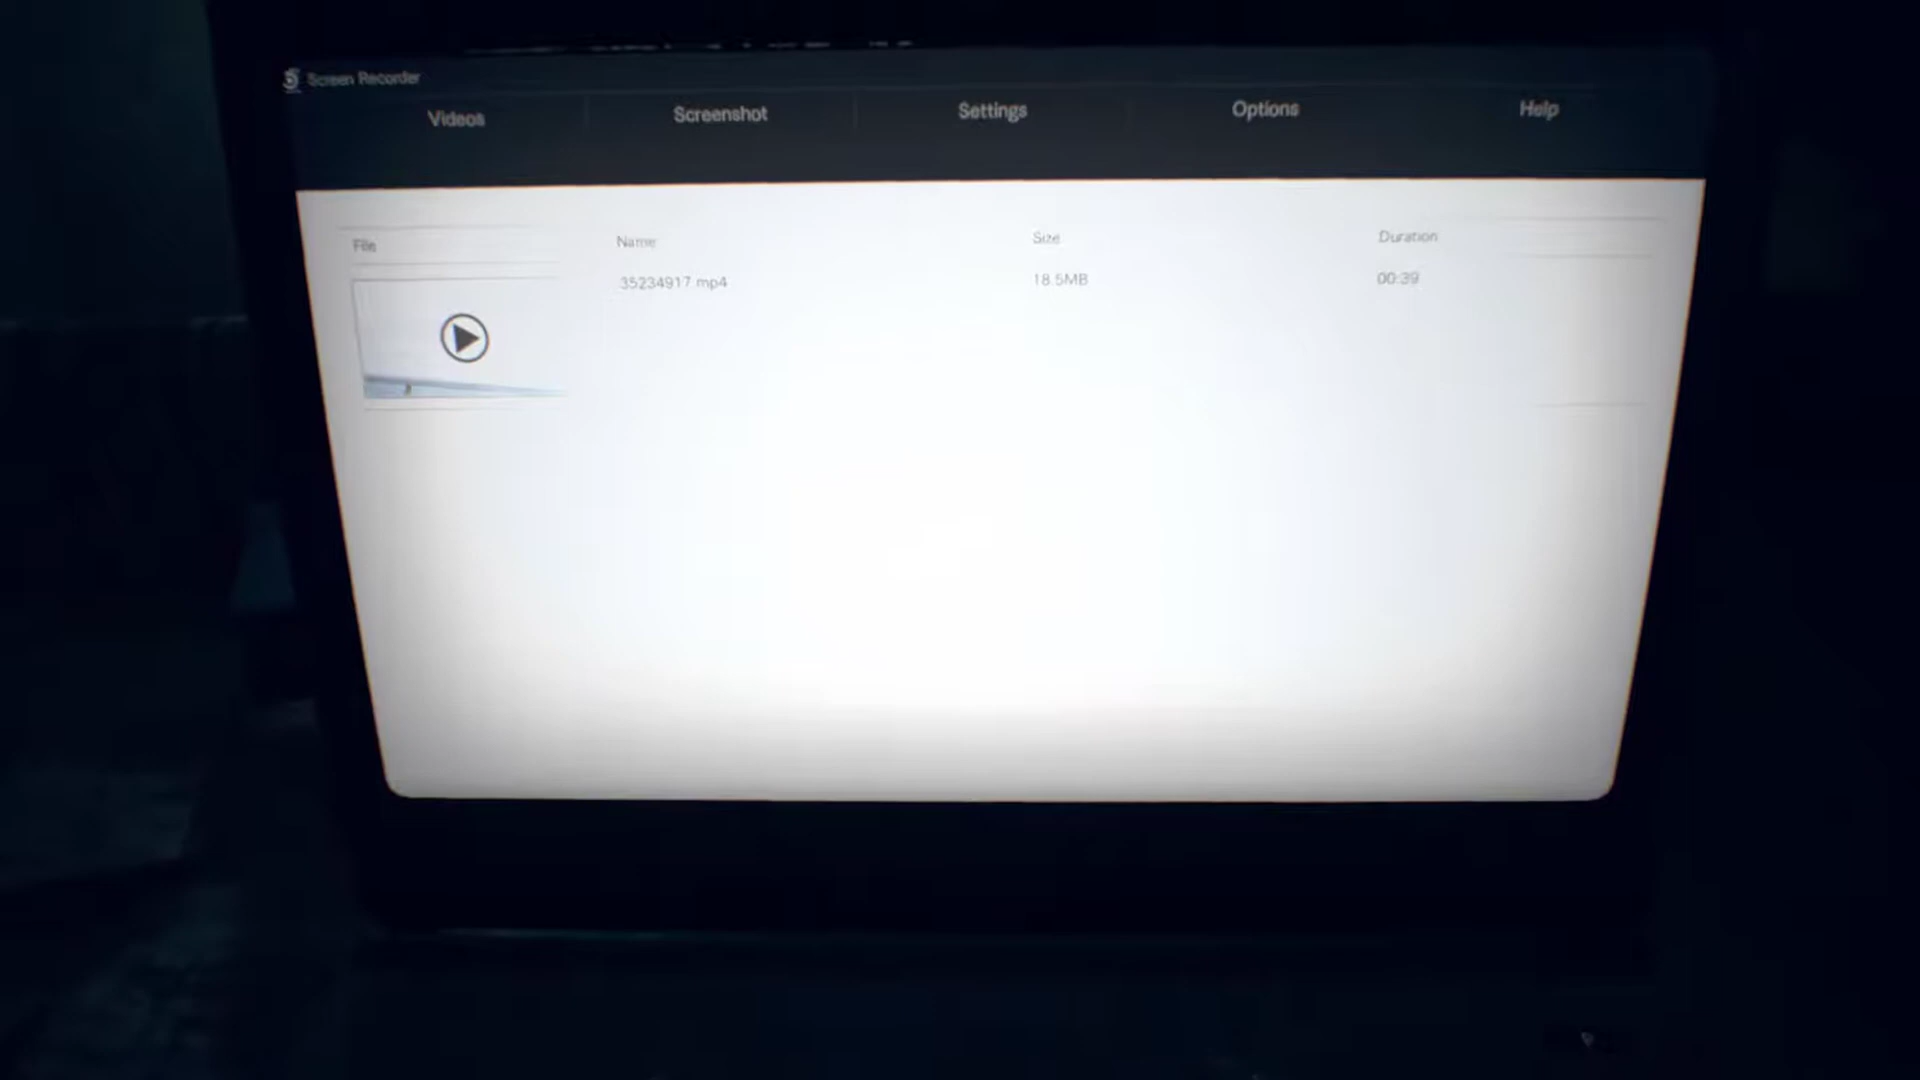 Screen Recorder
Videos Screenshot Settings Options Help
File Name Size Duration
35234917.mp4 18.5MB 00:39